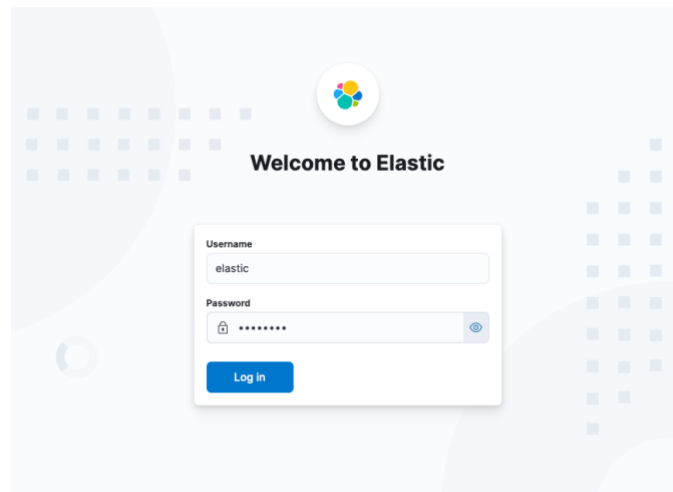 Welcome to Elastic
Username
elastic
Password
••••••••
Log in